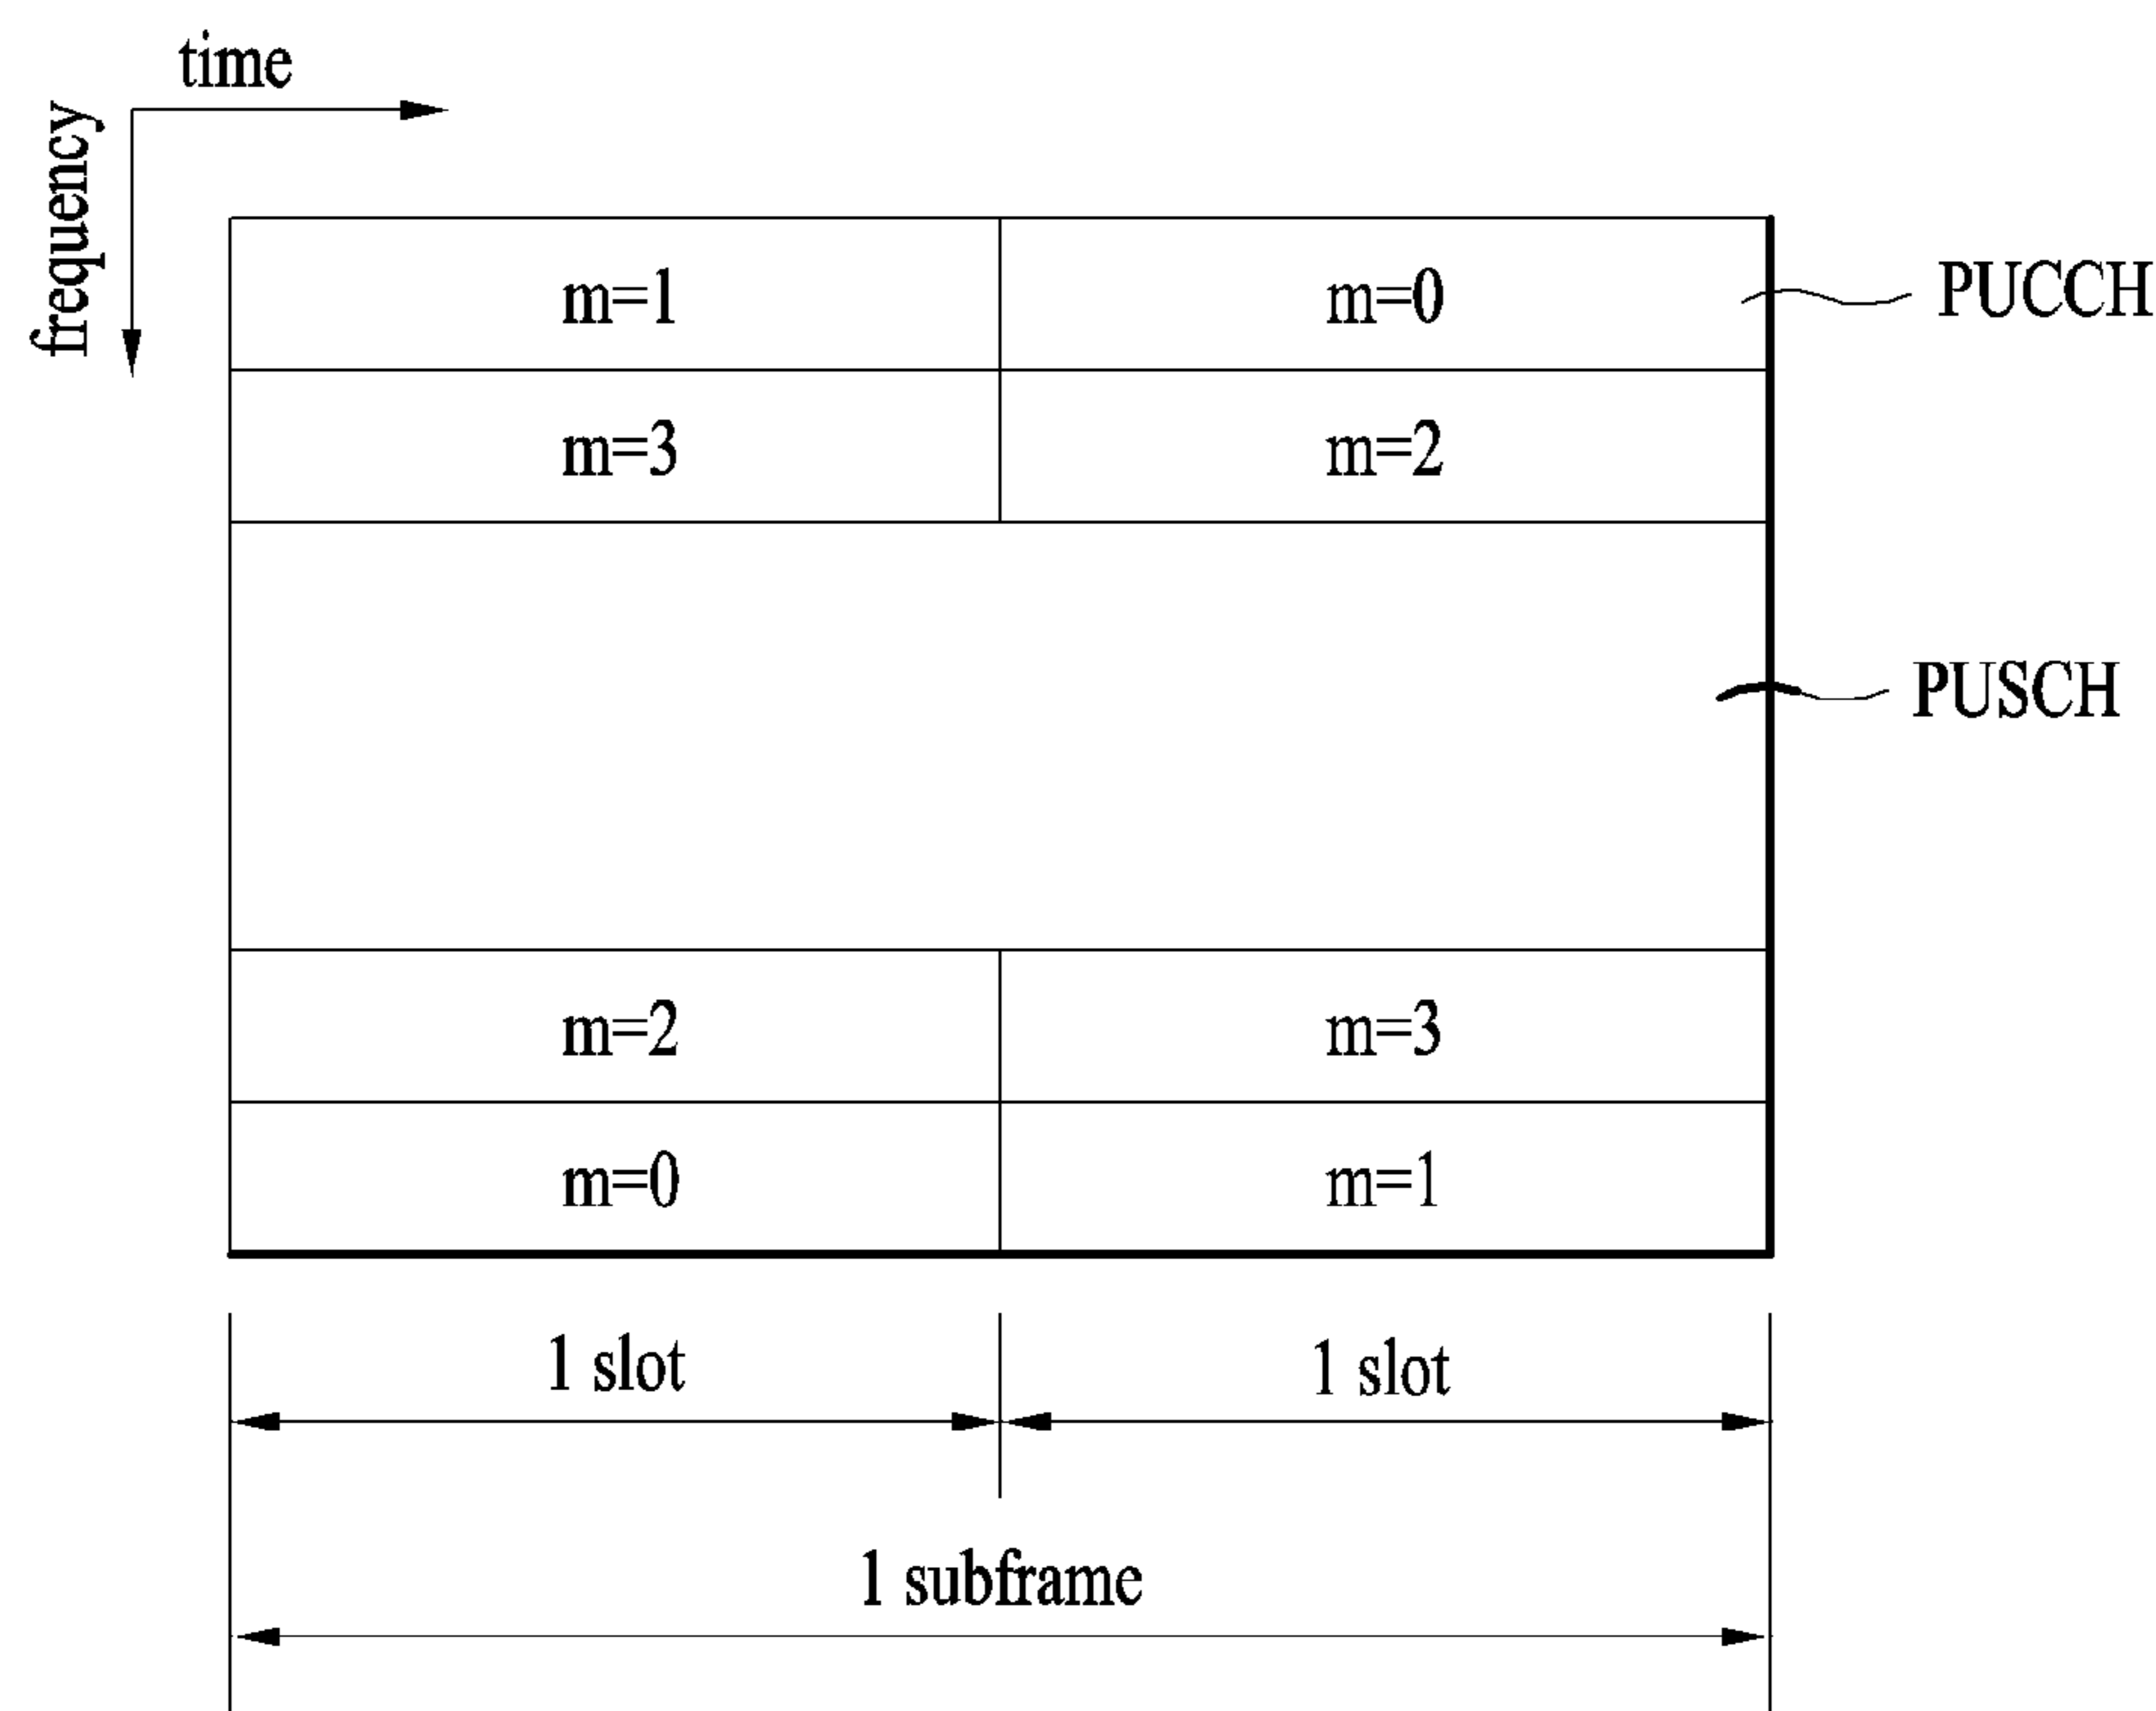 time
frequency
m=1 m=0 PUCCH
m=3 m=2
PUSCH
m=2 m=3
m=0 m=1
1 slot 1 slot
1 subframe